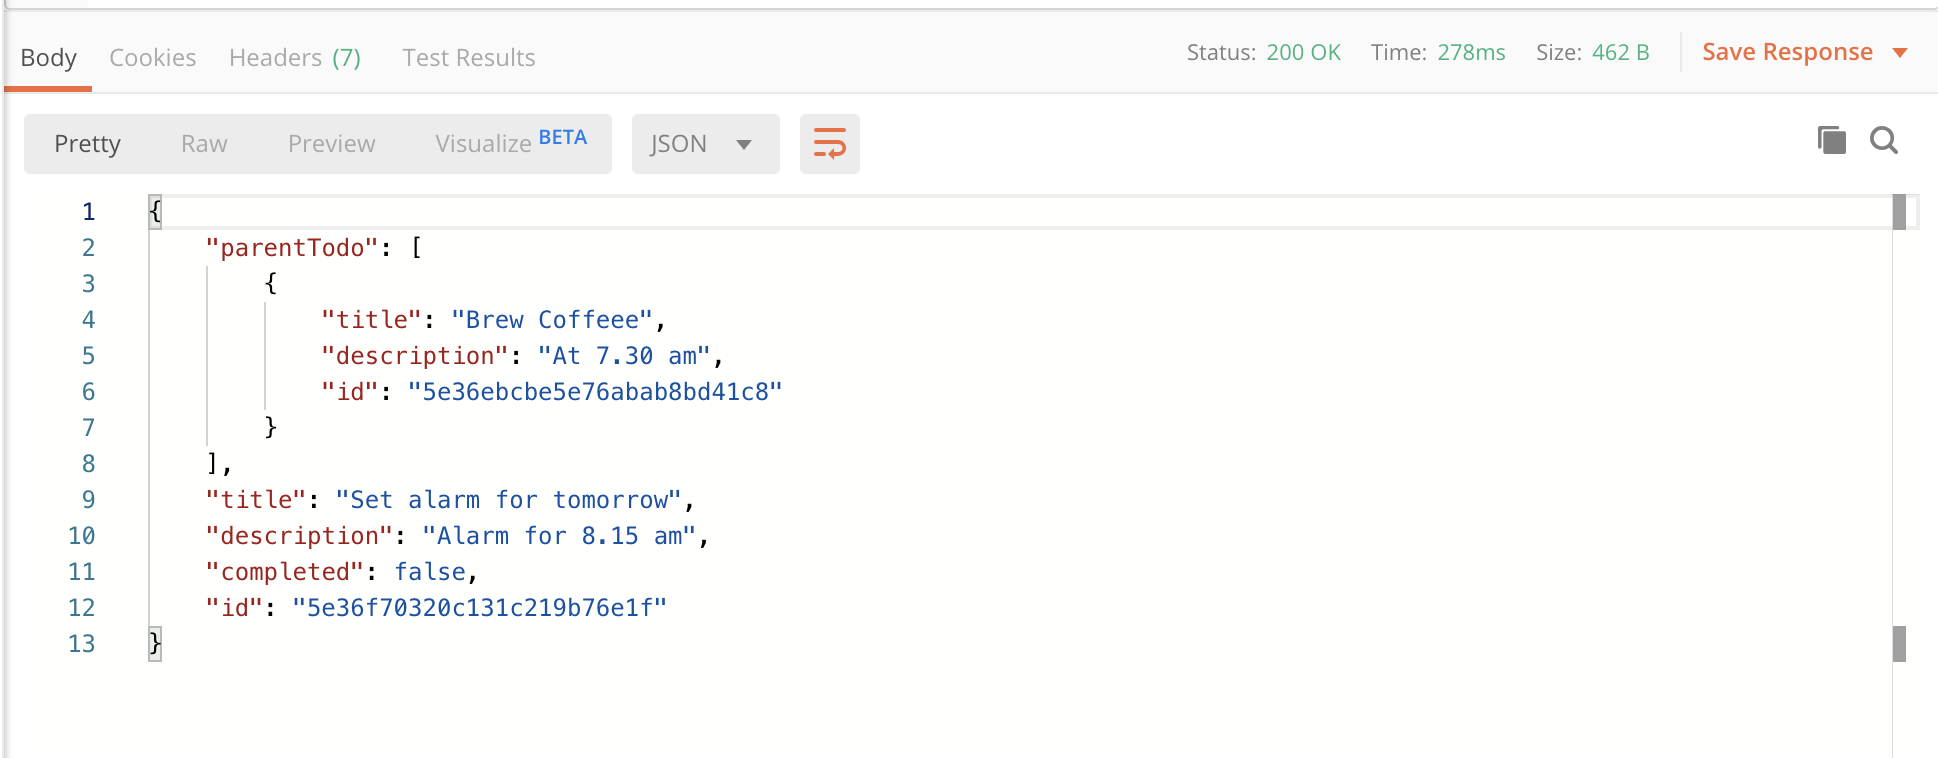 Body Cookies Headers (7) Test Results Status: 200 OK Time: 278ms Size: 462 B Save Response
Pretty Raw Preview Visualize BETA JSON
1 {
2 "parentTodo": [
3 {
4 "title": "Brew Coffeee",
5 "description": "At 7.30 am",
6 "id": "5e36ebcbe5e76abab8bd41c8"
7 }
8 ],
9 "title": "Set alarm for tomorrow",
10 "description": "Alarm for 8.15 am",
11 "completed": false,
12 "id": "5e36f70320c131c219b76e1f"
13 }